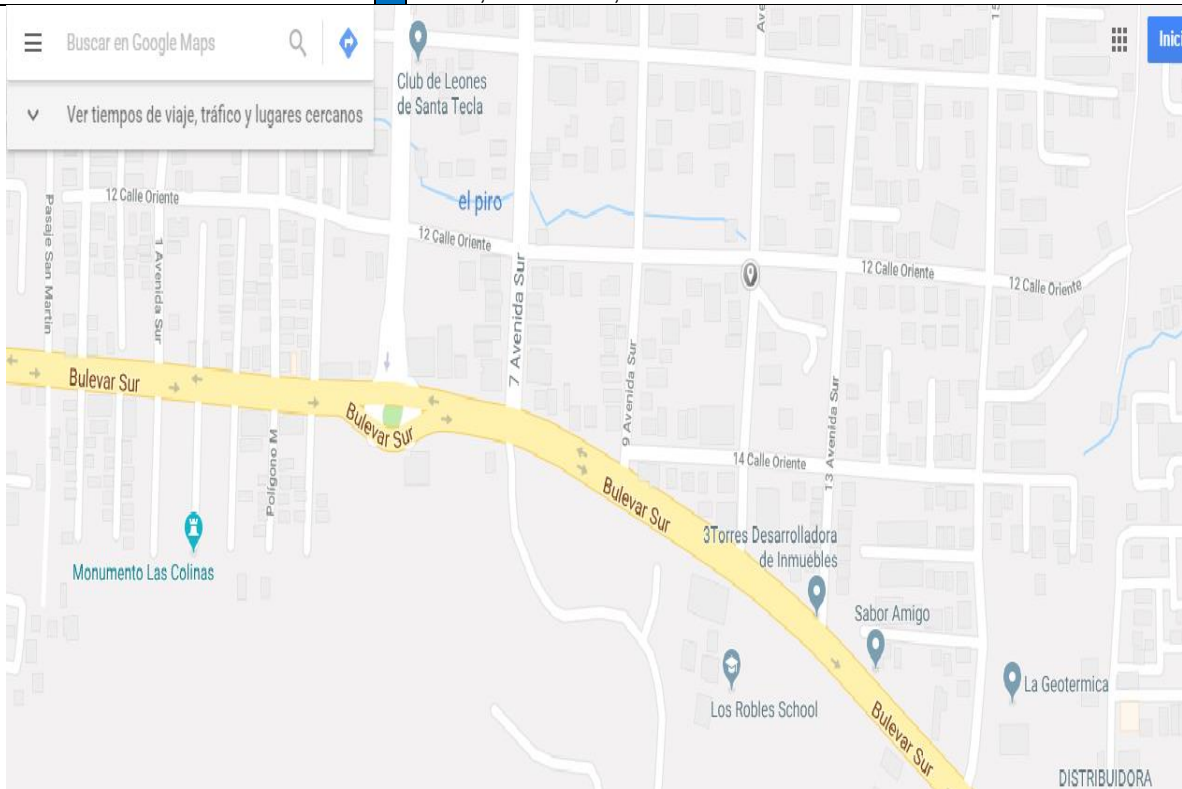 Buscar en Google Maps
Inici
Ver tiempos de viaje, tráfico y lugares cercanos
Club de Leones
de Santa Tecla
Ave
15
el piro
12 Calle Oriente
12 Calle Oriente
12 Calle Oriente
12 Calle Oriente
Pasaje San Martin
1 Avenida Sur
7 Avenida Sur
9 Avenida Sur
13 Avenida Sur
Bulevar Sur
Bulevar Sur
Polígono M
14 Calle Oriente
Bulevar Sur
3Torres Desarrolladora
de Inmuebles
Monumento Las Colinas
Sabor Amigo
La Geotermica
Los Robles School
Bulevar Sur
DISTRIBUIDORA